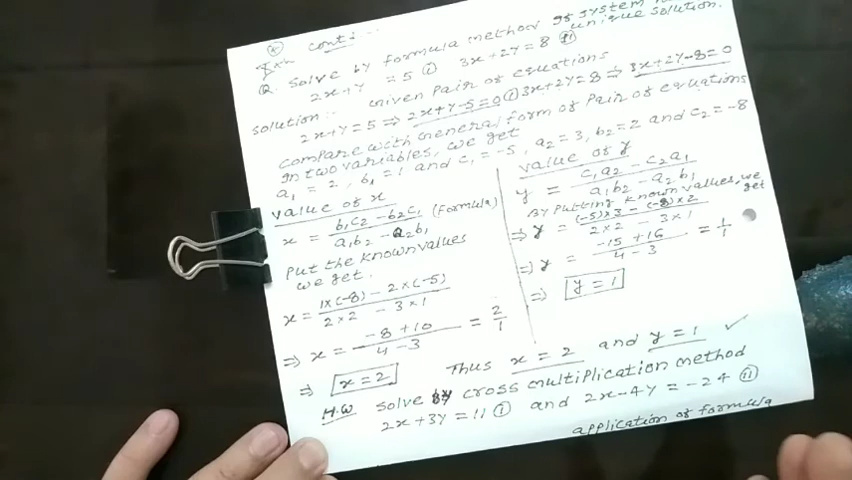 cont:-
Q. Solve by formula method if system
unique solution.
2x+y = 5 (i) 3x+2y=8 (ii)
Solution:- Given pair of equations
2x+y=5 ⇒ 2x+y-5=0 (i) 3x+2y=8 ⇒ 3x+2y-8=0
compare with General form of Pair of equations
In two variables, we get
a₁ = 2, b₁ = 1 and c₁ = -5, a₂ = 3, b₂ = 2 and c₂ = -8
value of x
x = b₁c₂ - b₂c₁ / a₁b₂ - a₂b₁ (formula)
Put the known values
we get.
x = 1×(-8) - 2×(-5) / 2×2 - 3×1
⇒ x = -8+10 / 4-3 = 2/1
⇒ x=2
value of y
y = c₁a₂ - c₂a₁ / a₁b₂ - a₂b₁
By putting known values, we
get
⇒ y = (-5)×3 - (-8)×2 / 2×2 - 3×1
⇒ y = -15+16 / 4-3 = 1/1
⇒ y=1
Thus x=2 and y=1 ✓
H.W Solve by cross multiplication method
2x+3y=11 (i) and 2x-4y=-24 (ii)
application of formula